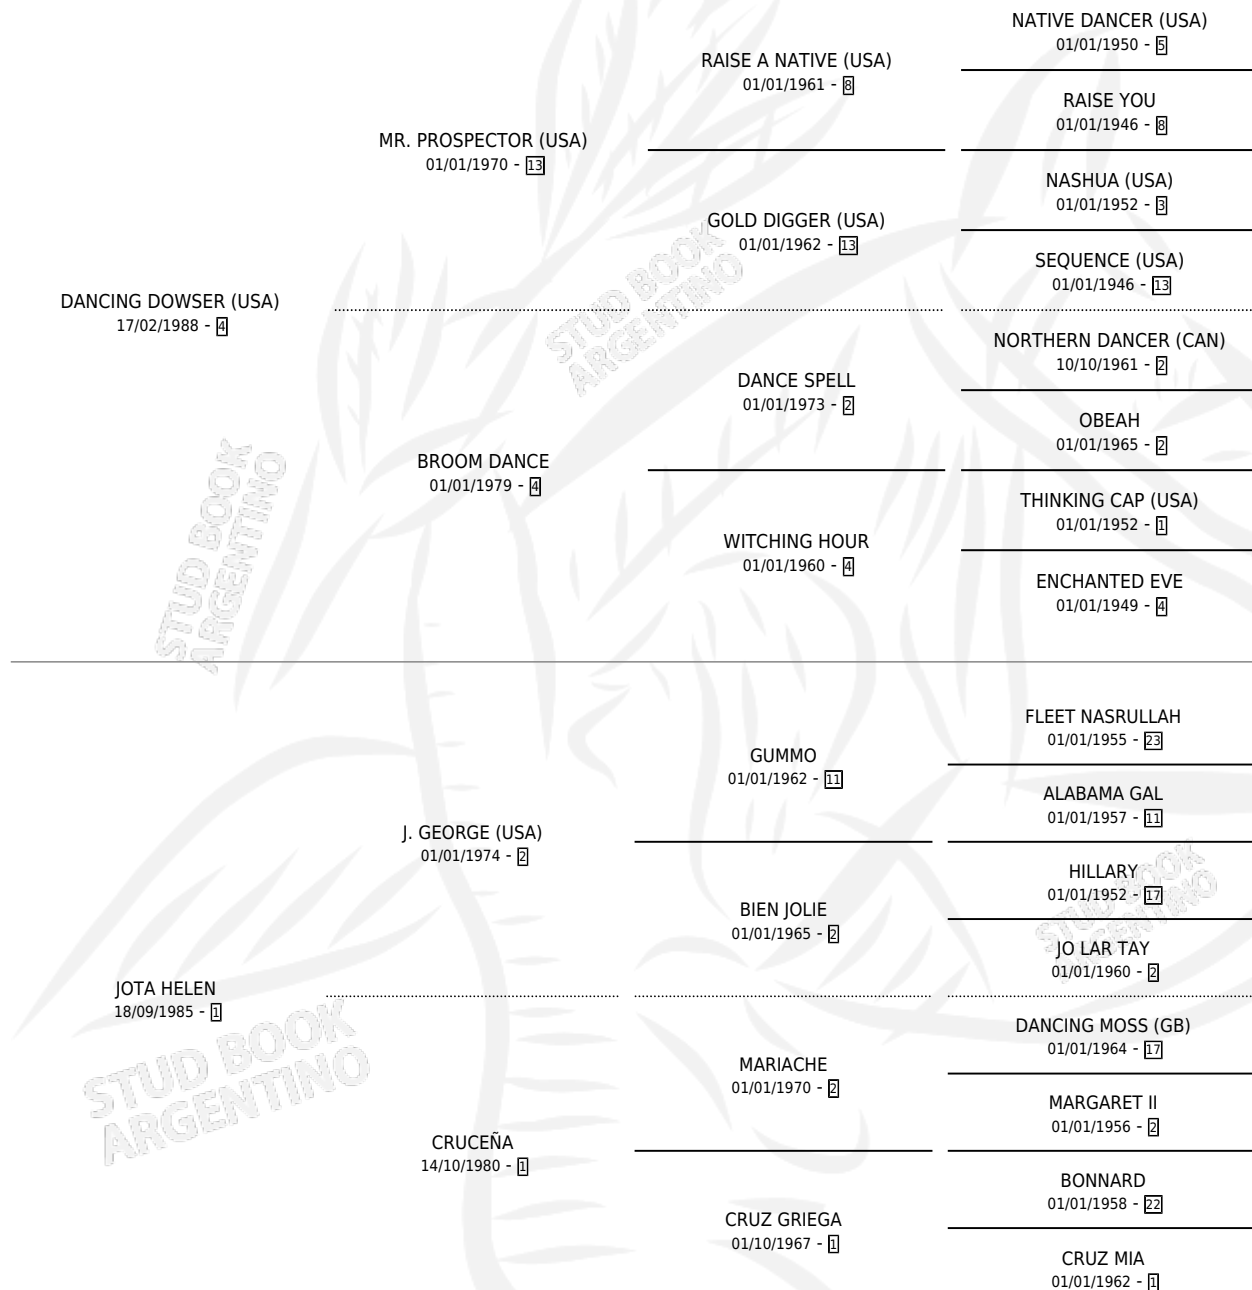 NATIVE DANCER (USA)
01/01/1950 - 5
RAISE A NATIVE (USA)
01/01/1961 - 8
RAISE YOU
01/01/1946 - 8
MR. PROSPECTOR (USA)
01/01/1970 - 13
NASHUA (USA)
01/01/1952 - 3
GOLD DIGGER (USA)
01/01/1962 - 13
SEQUENCE (USA)
01/01/1946 - 13
DANCING DOWSER (USA)
17/02/1988 - 4
NORTHERN DANCER (CAN)
10/10/1961 - 2
DANCE SPELL
01/01/1973 - 2
OBEAH
01/01/1965 - 2
BROOM DANCE
01/01/1979 - 4
THINKING CAP (USA)
01/01/1952 - 1
WITCHING HOUR
01/01/1960 - 4
ENCHANTED EVE
01/01/1949 - 4
FLEET NASRULLAH
01/01/1955 - 23
GUMMO
01/01/1962 - 11
ALABAMA GAL
01/01/1957 - 11
J. GEORGE (USA)
01/01/1974 - 2
HILLARY
01/01/1952 - 17
BIEN JOLIE
01/01/1965 - 2
JO LAR TAY
01/01/1960 - 2
JOTA HELEN
18/09/1985 - 1
DANCING MOSS (GB)
01/01/1964 - 17
MARIACHE
01/01/1970 - 2
MARGARET II
01/01/1956 - 2
CRUCEÑA
14/10/1980 - 1
BONNARD
01/01/1958 - 22
CRUZ GRIEGA
01/10/1967 - 1
CRUZ MIA
01/01/1962 - 1
STUD BOOK
ARGENTINO
STUD BOOK
ARGENTINO
STUD BOOK
ARGENTINO
STUD BOOK
ARGENTINO